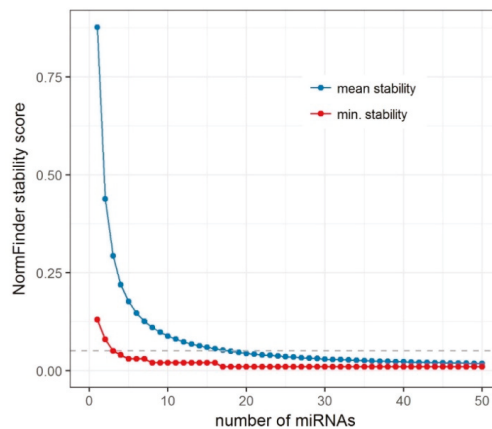 NormFinder stability score
0.75
0.50
0.25
0.00
mean stability
min. stability
0 10 20 30 40 50
number of miRNAs